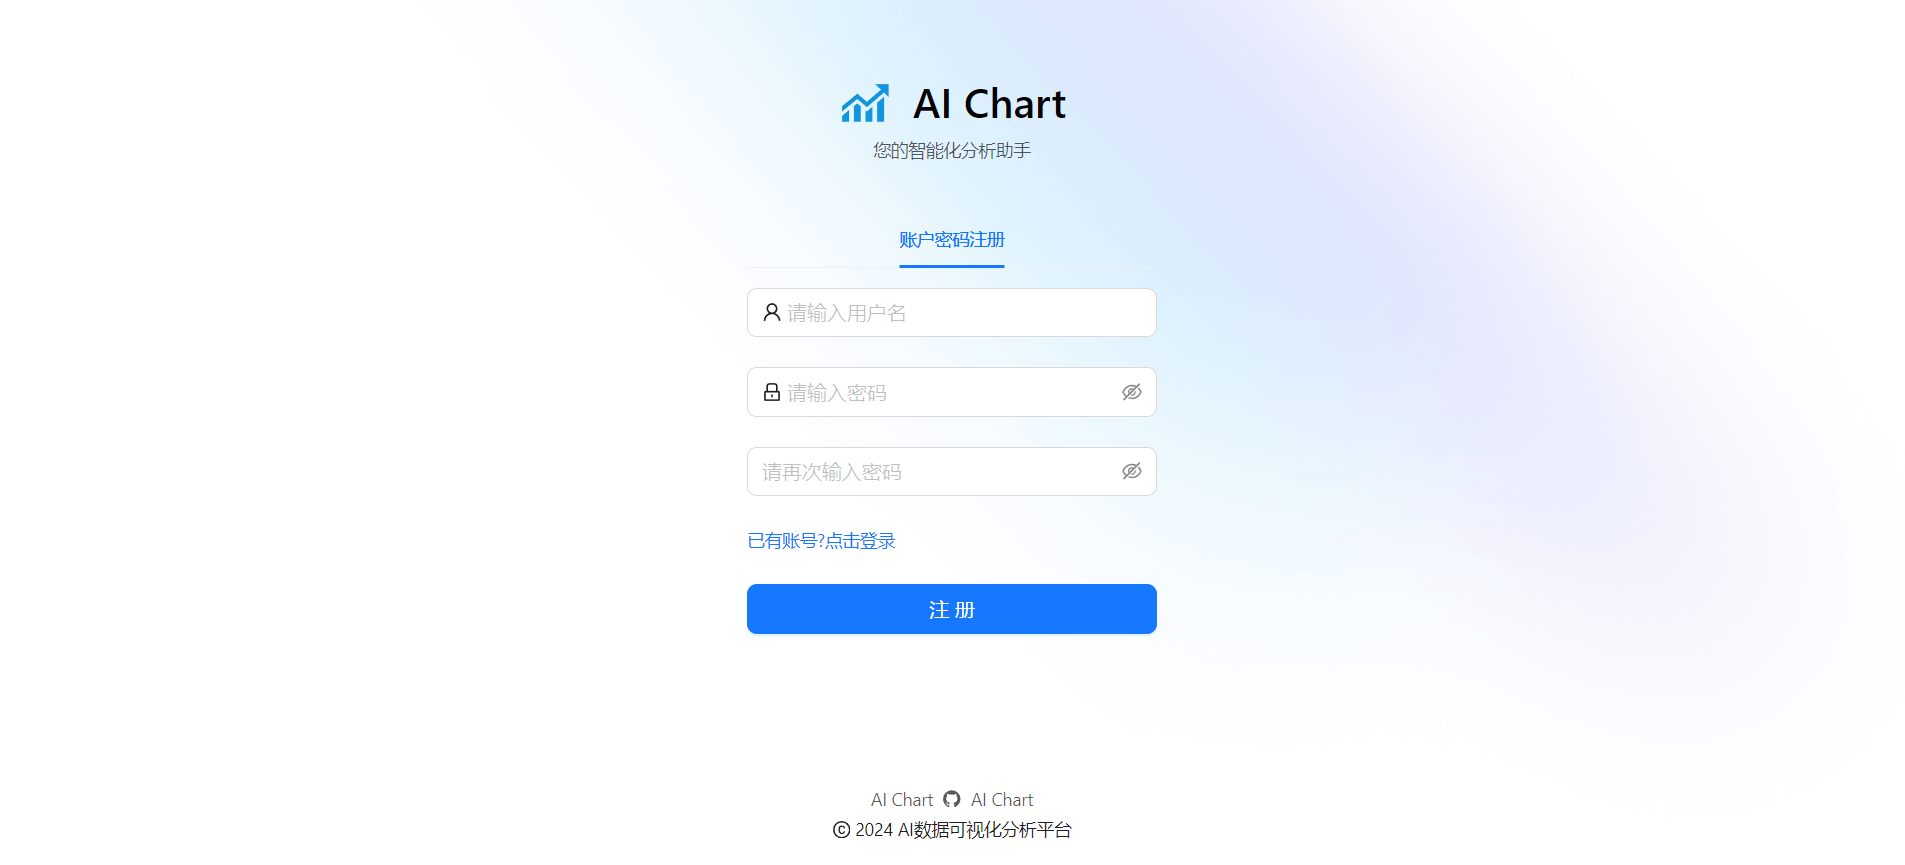 AI Chart
您的智能化分析助手
账户密码注册
请输入用户名
请输入密码
请再次输入密码
已有账号?点击登录
注 册
AI Chart AI Chart
© 2024 AI数据可视化分析平台